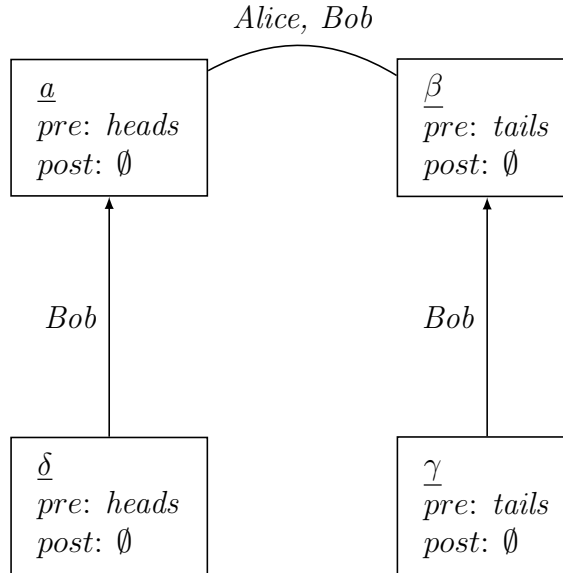 Alice, Bob
a
pre: heads
post: ∅
β
pre: tails
post: ∅
Bob
Bob
δ
pre: heads
post: ∅
γ
pre: tails
post: ∅